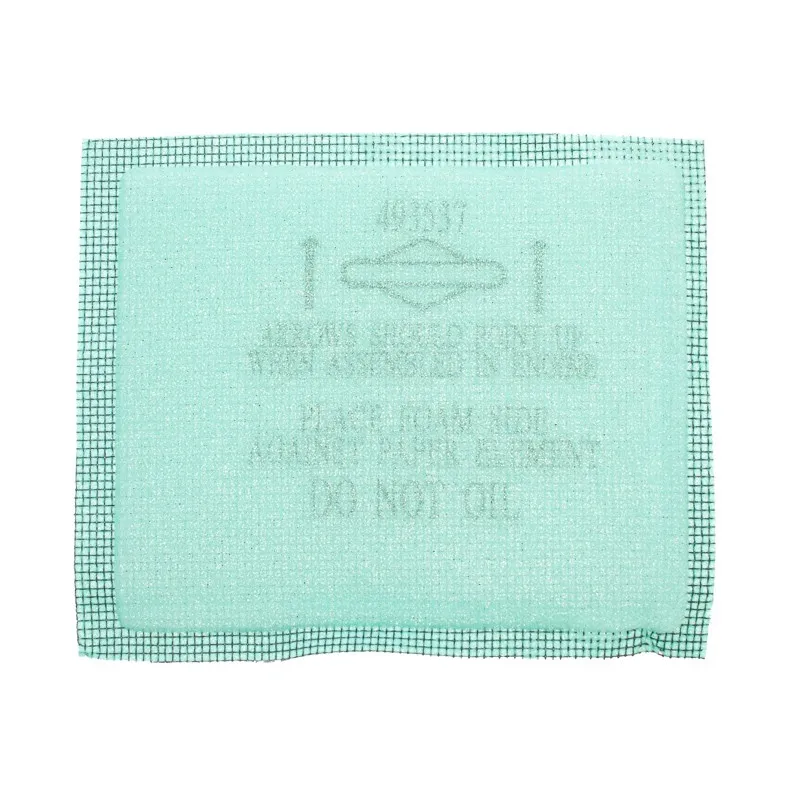 493537
ARROWS SHOULD POINT UP
WHEN ASSEMBLED IN ENGINE
PLACE FOAM SIDE
AGAINST PAPER ELEMENT
DO NOT OIL